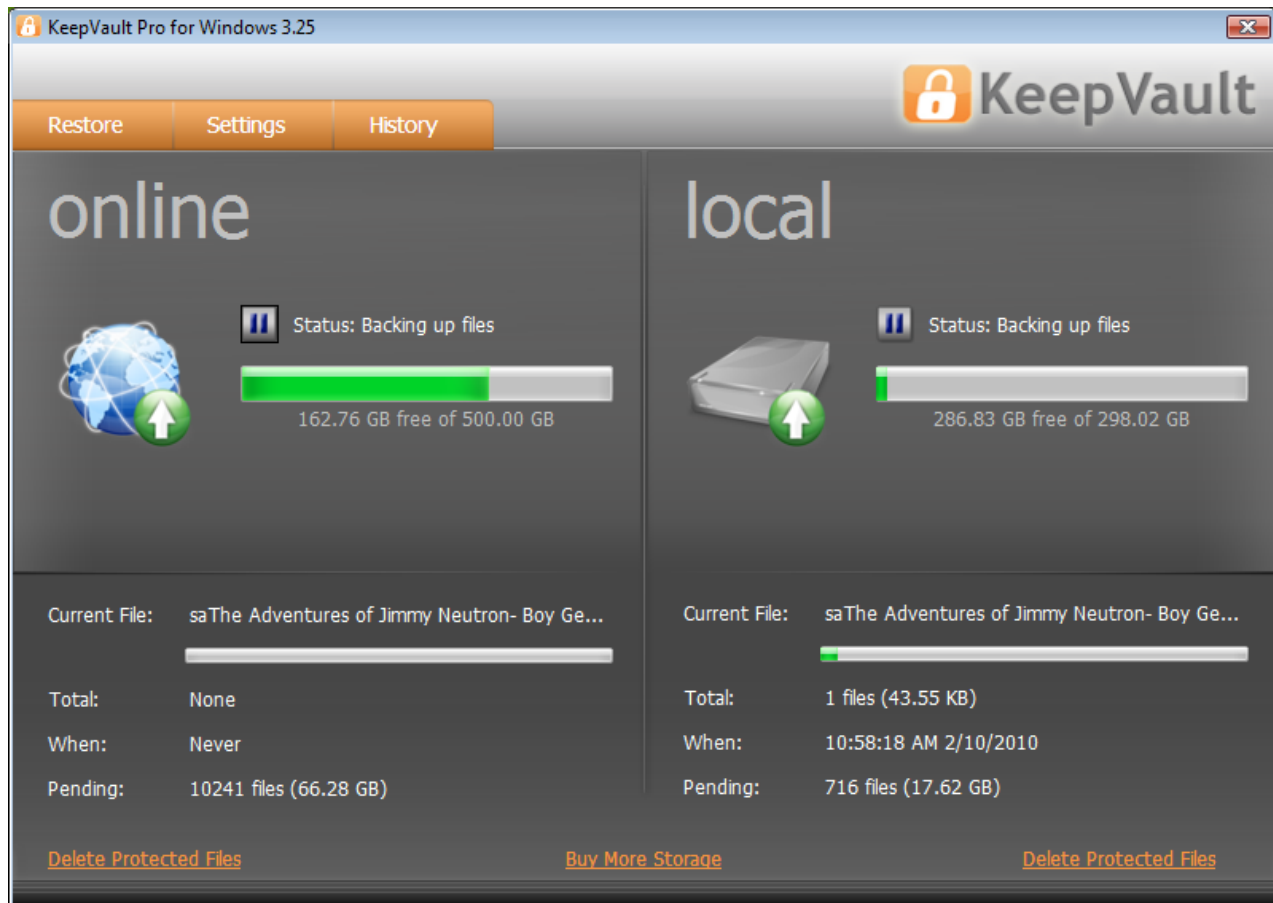 KeepVault Pro for Windows 3.25
KeepVault
Restore Settings History
online
Status: Backing up files
162.76 GB free of 500.00 GB
Current File: saThe Adventures of Jimmy Neutron- Boy Ge...
Total: None
When: Never
Pending: 10241 files (66.28 GB)
Delete Protected Files
local
Status: Backing up files
286.83 GB free of 298.02 GB
Current File: saThe Adventures of Jimmy Neutron- Boy Ge...
Total: 1 files (43.55 KB)
When: 10:58:18 AM 2/10/2010
Pending: 716 files (17.62 GB)
Buy More Storage
Delete Protected Files